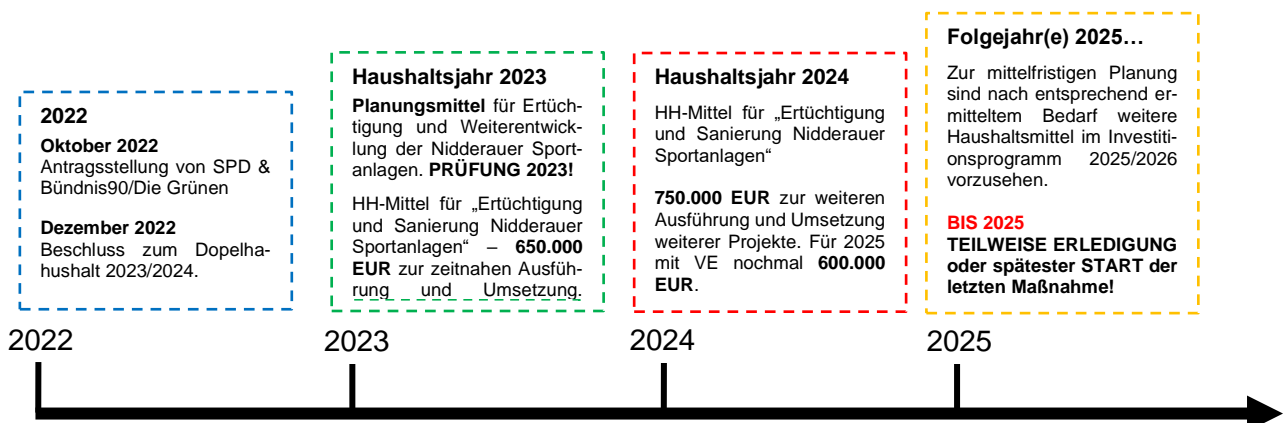 2022
Oktober 2022
Antragsstellung von SPD &
Bündnis90/Die Grünen
Dezember 2022
Beschluss zum Dopelha-
ushalt 2023/2024.
Haushaltsjahr 2023
Planungsmittel für Ertüch-
tigung und Weiterentwick-
lung der Nidderauer Sport-
anlagen. PRÜFUNG 2023!
HH-Mittel für „Ertüchtigung
und Sanierung Nidderauer
Sportanlagen“ – 650.000
EUR zur zeitnahen Ausfüh-
rung und Umsetzung.
Haushaltsjahr 2024
HH-Mittel für „Ertüchtigung
und Sanierung Nidderauer
Sportanlagen“
750.000 EUR zur weiteren
Ausführung und Umsetzung
weiterer Projekte. Für 2025
mit VE nochmal 600.000
EUR.
Folgejahr(e) 2025…
Zur mittelfristigen Planung
sind nach entsprechend er-
mitteltem Bedarf weitere
Haushaltsmittel im Investiti-
onsprogramm 2025/2026
vorzusehen.
BIS 2025
TEILWEISE ERLEDIGUNG
oder spätester START der
letzten Maßnahme!
2022
2023
2024
2025